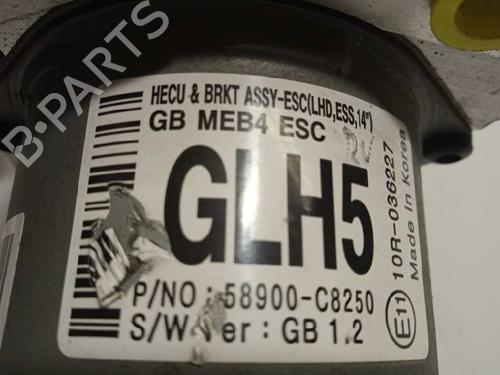 HECU & BRKT ASSY-ESC(LHD,ESS,14")
GB MEB4 ESC
GLH5
P/NO : 58900-C8250
S/W Ver : GB 1.2
E11
10R-036227
Made in Korea